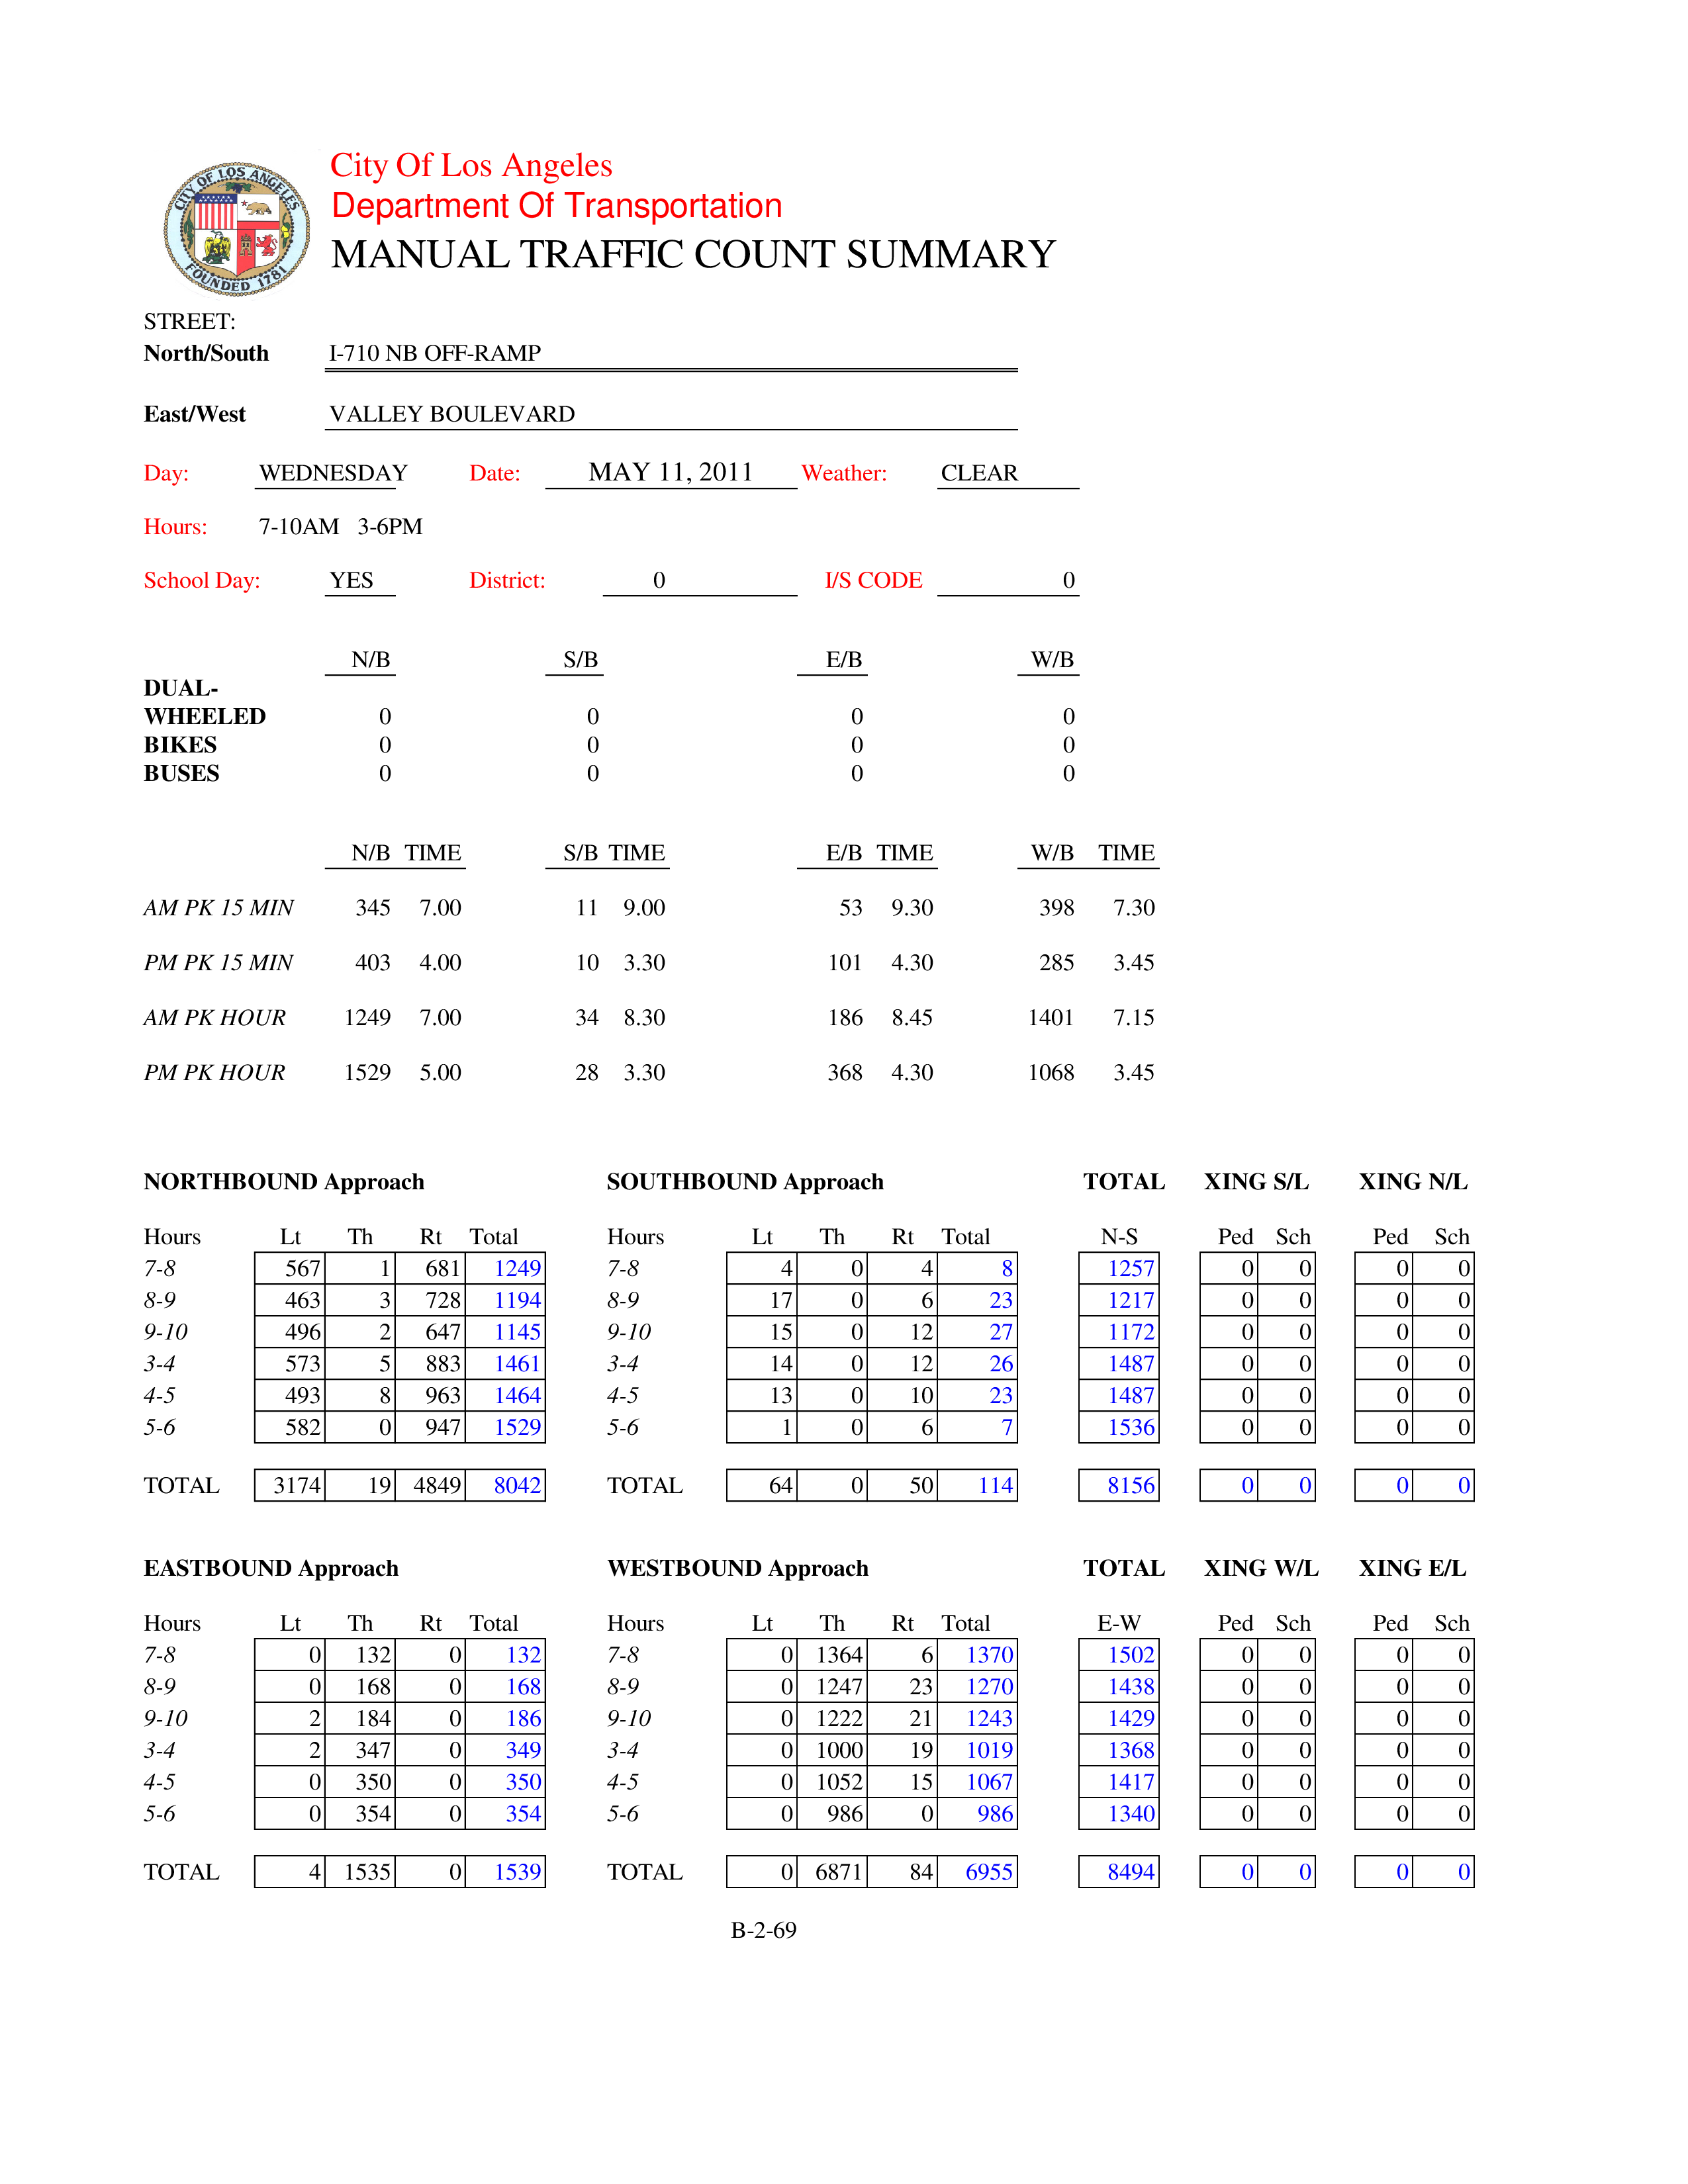 CITY OF LOS ANGELES
FOUNDED 1781
City Of Los Angeles
Department Of Transportation
MANUAL TRAFFIC COUNT SUMMARY
STREET:
North/South I-710 NB OFF-RAMP
East/West VALLEY BOULEVARD
Day: WEDNESDAY Date: MAY 11, 2011 Weather: CLEAR
Hours: 7-10AM 3-6PM
School Day: YES District: 0 I/S CODE 0
N/B S/B E/B W/B
DUAL-
WHEELED 0 0 0 0
BIKES 0 0 0 0
BUSES 0 0 0 0
N/B TIME S/B TIME E/B TIME W/B TIME
AM PK 15 MIN 345 7.00 11 9.00 53 9.30 398 7.30
PM PK 15 MIN 403 4.00 10 3.30 101 4.30 285 3.45
AM PK HOUR 1249 7.00 34 8.30 186 8.45 1401 7.15
PM PK HOUR 1529 5.00 28 3.30 368 4.30 1068 3.45
NORTHBOUND Approach SOUTHBOUND Approach TOTAL XING S/L XING N/L
Hours Lt Th Rt Total Hours Lt Th Rt Total N-S Ped Sch Ped Sch
7-8 567 1 681 1249 7-8 4 0 4 8 1257 0 0 0 0
8-9 463 3 728 1194 8-9 17 0 6 23 1217 0 0 0 0
9-10 496 2 647 1145 9-10 15 0 12 27 1172 0 0 0 0
3-4 573 5 883 1461 3-4 14 0 12 26 1487 0 0 0 0
4-5 493 8 963 1464 4-5 13 0 10 23 1487 0 0 0 0
5-6 582 0 947 1529 5-6 1 0 6 7 1536 0 0 0 0
TOTAL 3174 19 4849 8042 TOTAL 64 0 50 114 8156 0 0 0 0
EASTBOUND Approach WESTBOUND Approach TOTAL XING W/L XING E/L
Hours Lt Th Rt Total Hours Lt Th Rt Total E-W Ped Sch Ped Sch
7-8 0 132 0 132 7-8 0 1364 6 1370 1502 0 0 0 0
8-9 0 168 0 168 8-9 0 1247 23 1270 1438 0 0 0 0
9-10 2 184 0 186 9-10 0 1222 21 1243 1429 0 0 0 0
3-4 2 347 0 349 3-4 0 1000 19 1019 1368 0 0 0 0
4-5 0 350 0 350 4-5 0 1052 15 1067 1417 0 0 0 0
5-6 0 354 0 354 5-6 0 986 0 986 1340 0 0 0 0
TOTAL 4 1535 0 1539 TOTAL 0 6871 84 6955 8494 0 0 0 0
B-2-69